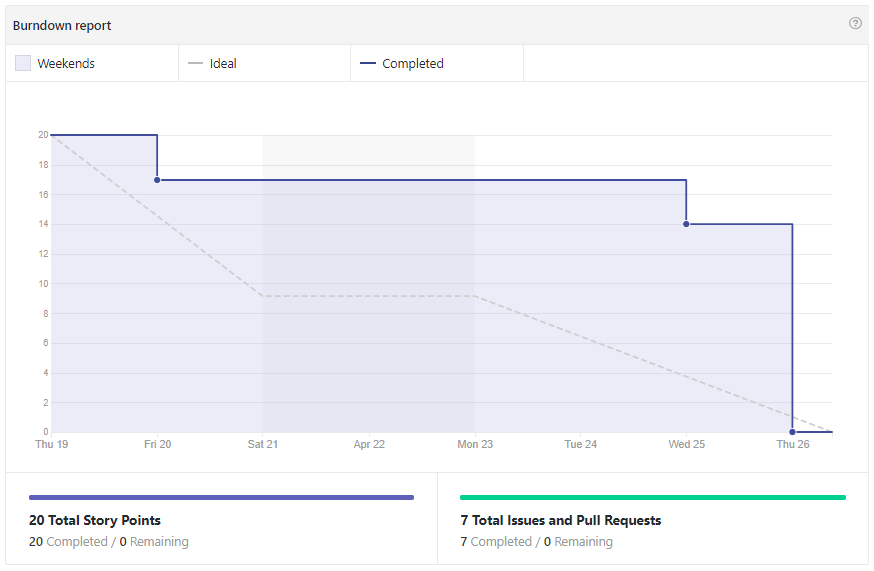 Burndown report ?
Weekends Ideal Completed
20
18
16
14
12
10
8
6
4
2
0
Thu 19 Fri 20 Sat 21 Apr 22 Mon 23 Tue 24 Wed 25 Thu 26
20 Total Story Points
20 Completed / 0 Remaining
7 Total Issues and Pull Requests
7 Completed / 0 Remaining